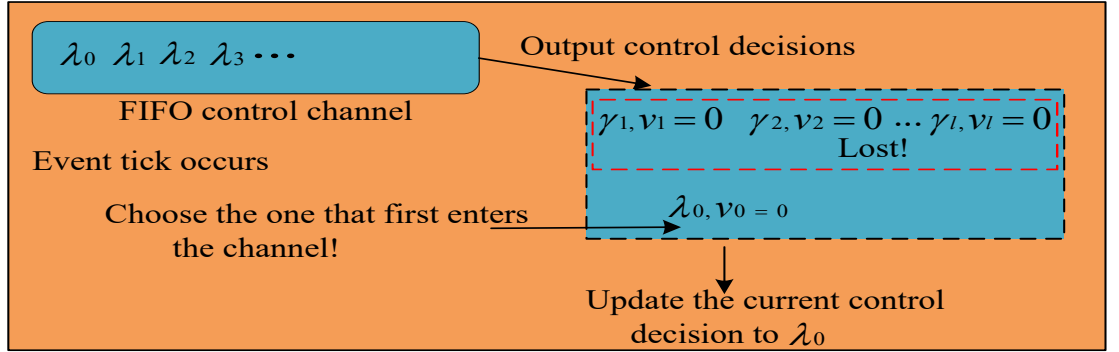 λ0 λ1 λ2 λ3 ···
FIFO control channel
Output control decisions
γ1, ν1 = 0 γ2, ν2 = 0 ... γl, νl = 0
Lost!
Event tick occurs
Choose the one that first enters
the channel!
λ0, ν0 = 0
Update the current control
decision to λ0